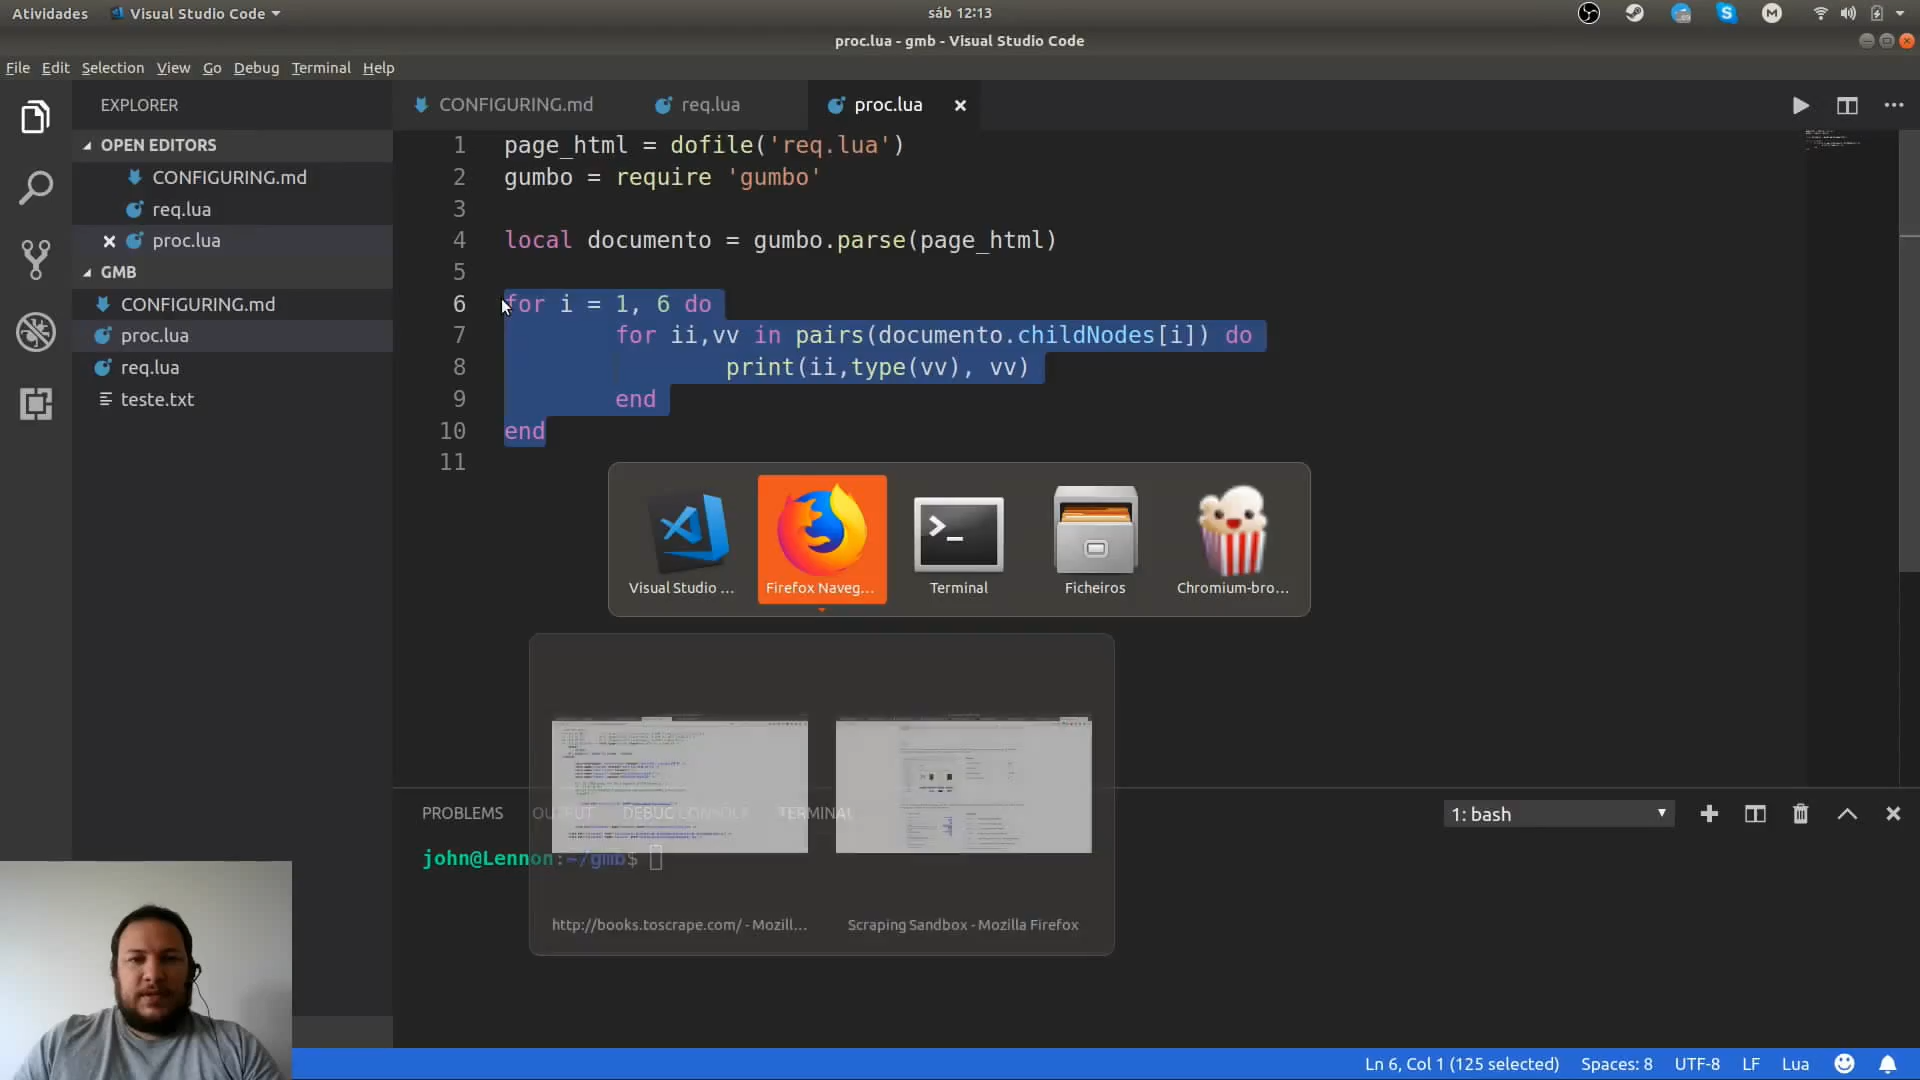 Atividades
Visual Studio Code
sáb 12:13
proc.lua - gmb - Visual Studio Code
File Edit Selection View Go Debug Terminal Help
EXPLORER
OPEN EDITORS
CONFIGURING.md
req.lua
proc.lua
GMB
CONFIGURING.md
proc.lua
req.lua
teste.txt
CONFIGURING.md
req.lua
proc.lua
1 page_html = dofile('req.lua')
2 gumbo = require 'gumbo'
3
4 local documento = gumbo.parse(page_html)
5
6 for i = 1, 6 do
7 for ii,vv in pairs(documento.childNodes[i]) do
8 print(ii,type(vv), vv)
9 end
10 end
11
Visual Studio ...
Firefox Naveg...
Terminal
Ficheiros
Chromium-bro...
PROBLEMS OUTPUT DEBUG CONSOLE TERMINAL
1: bash
john@Lennon:~/gmb$
http://books.toscrape.com/ - Mozill...
Scraping Sandbox - Mozilla Firefox
Ln 6, Col 1 (125 selected)
Spaces: 8
UTF-8
LF
Lua